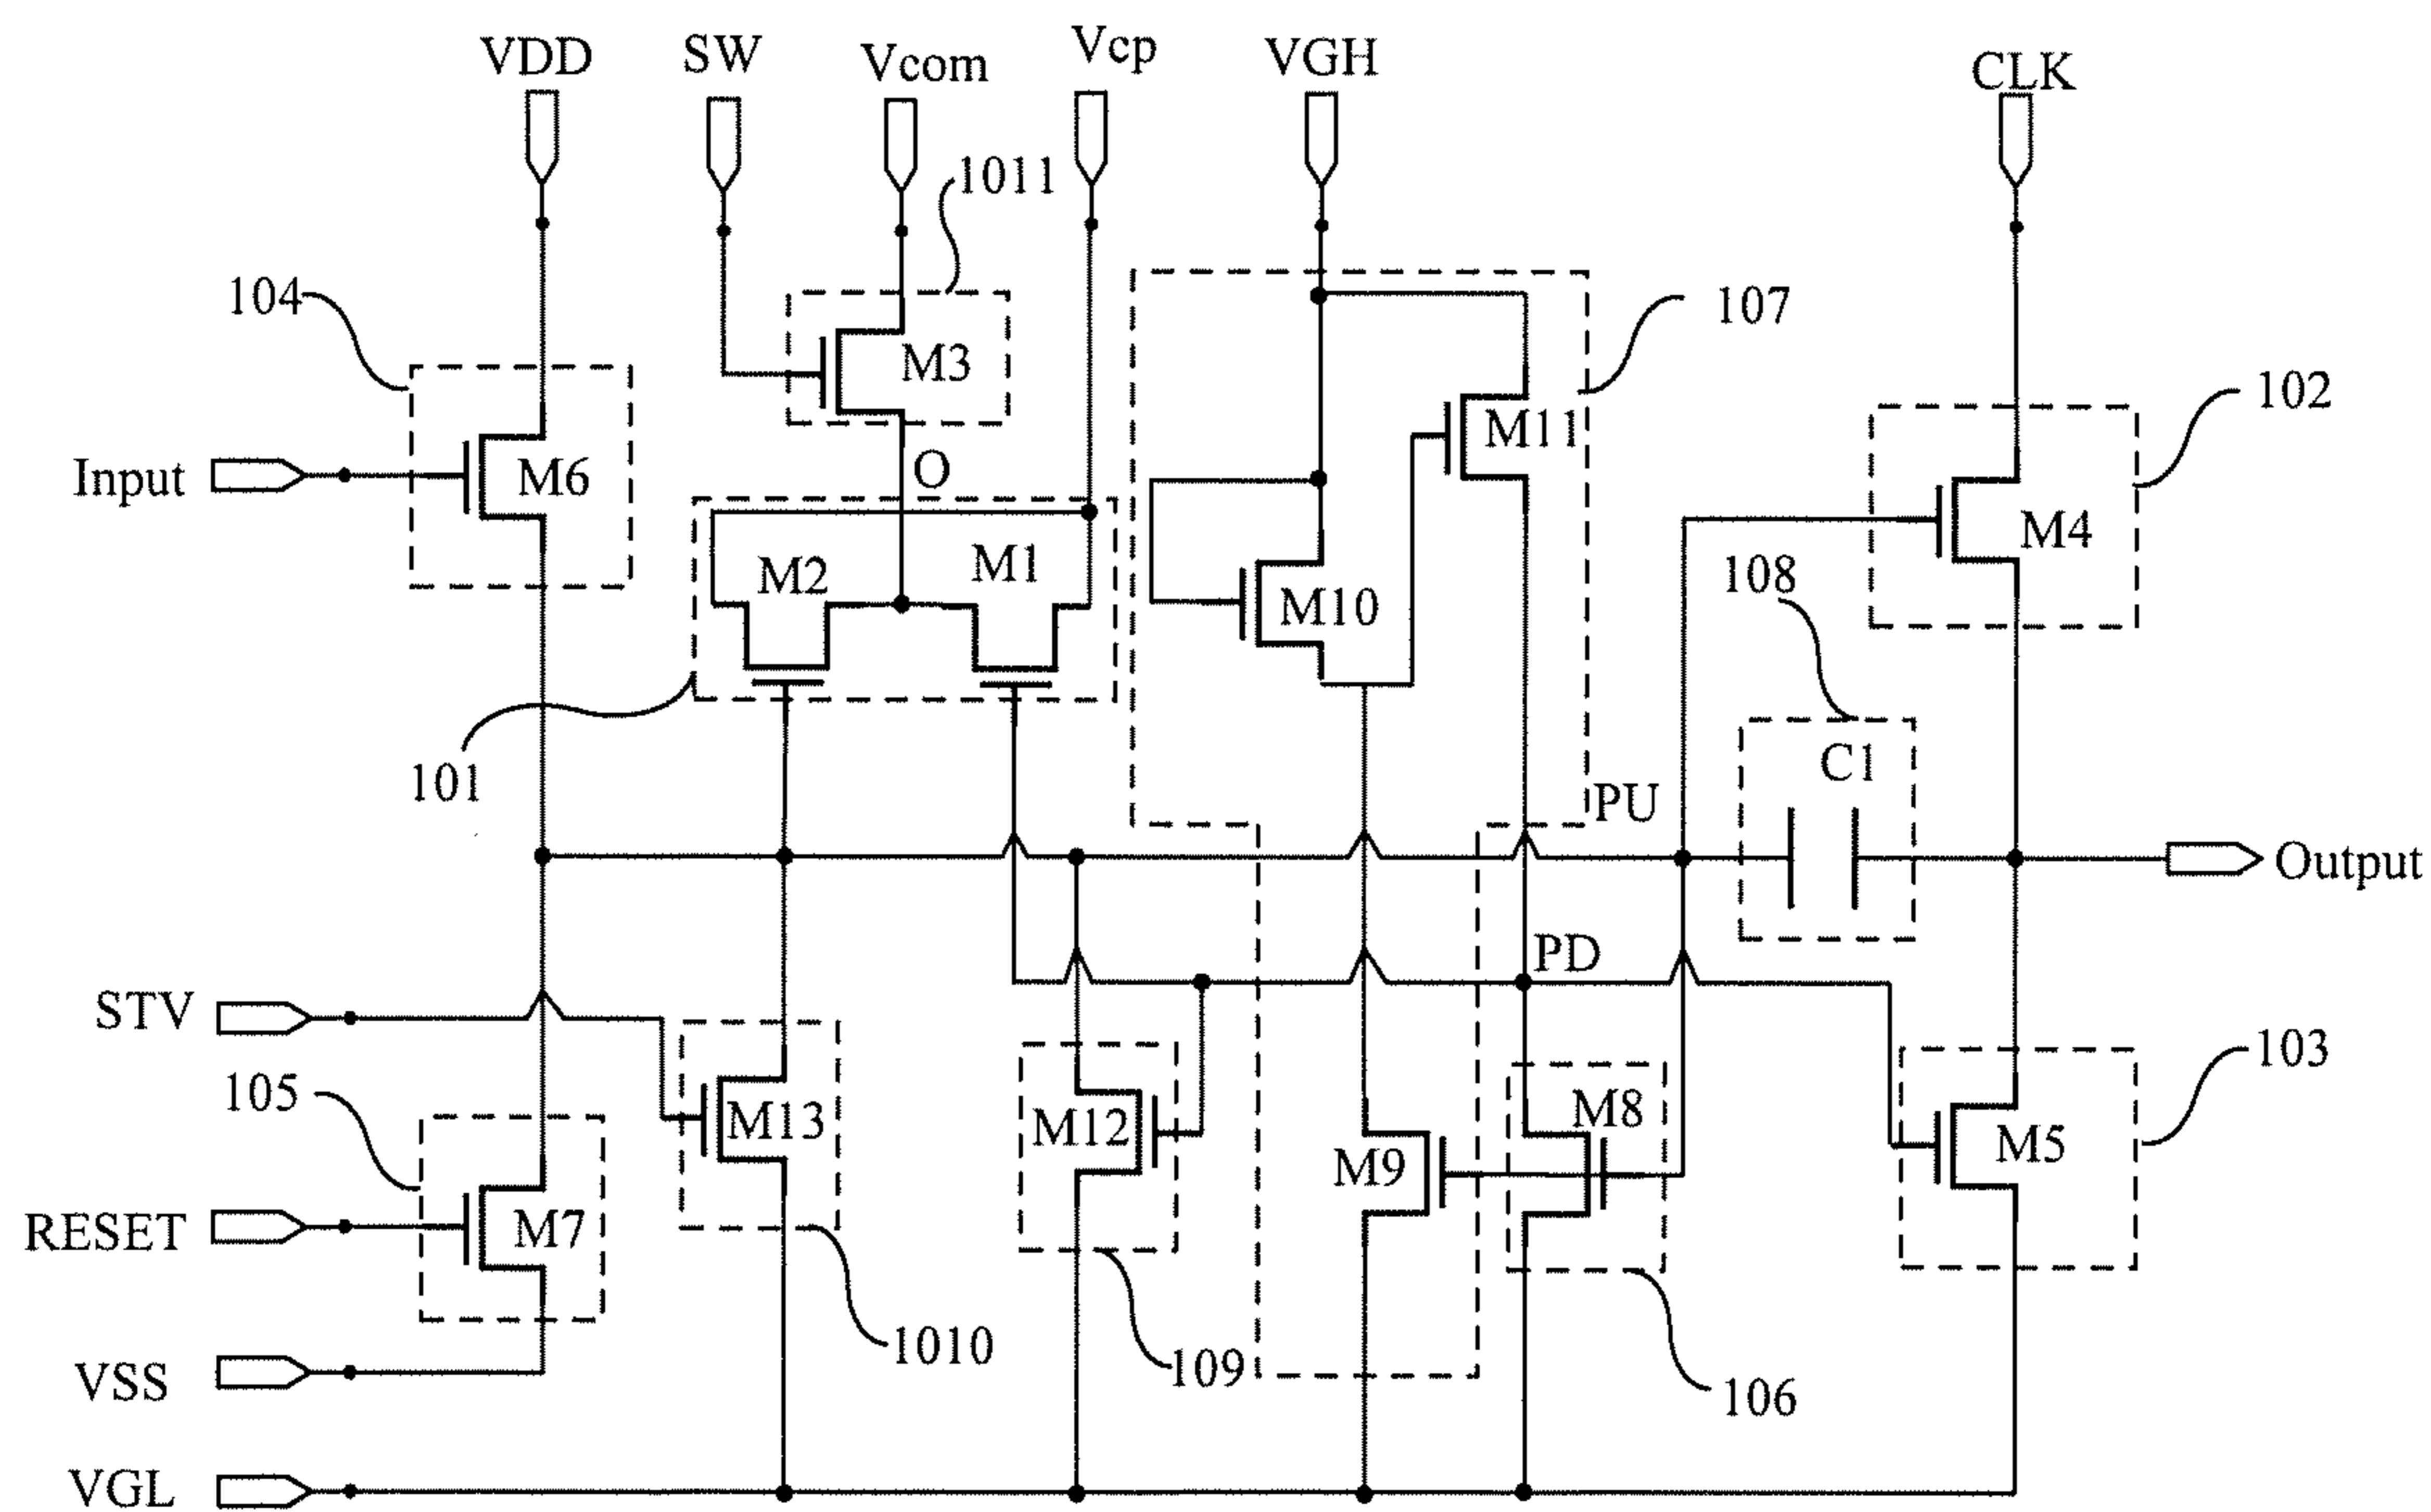 VDD
SW
Vcom
Vcp
VGH
CLK
1011
104
107
M3
102
M11
Input
M6
O
M4
M2
M1
108
M10
101
C1
PU
Output
PD
STV
105
103
M13
M12
M8
M5
M9
RESET
M7
1010
109
VSS
106
VGL